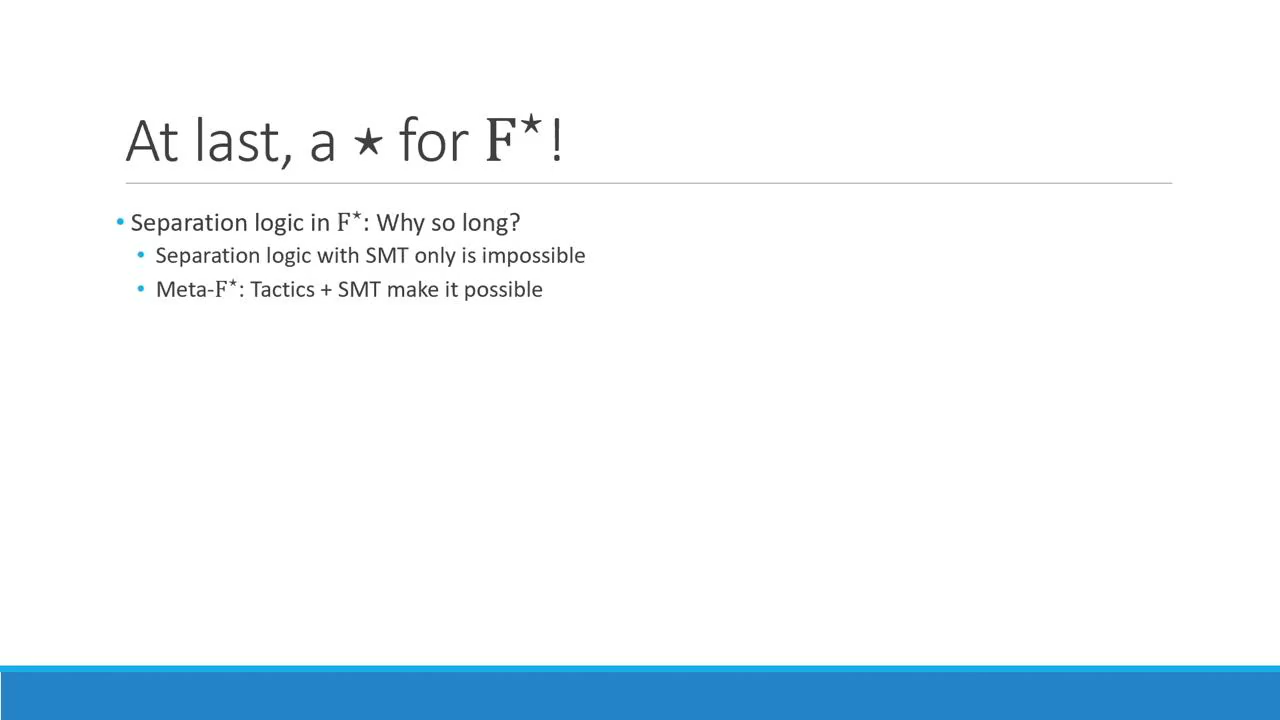 At last, a ⋆ for F⋆!
• Separation logic in F⋆: Why so long?
• Separation logic with SMT only is impossible
• Meta-F⋆: Tactics + SMT make it possible